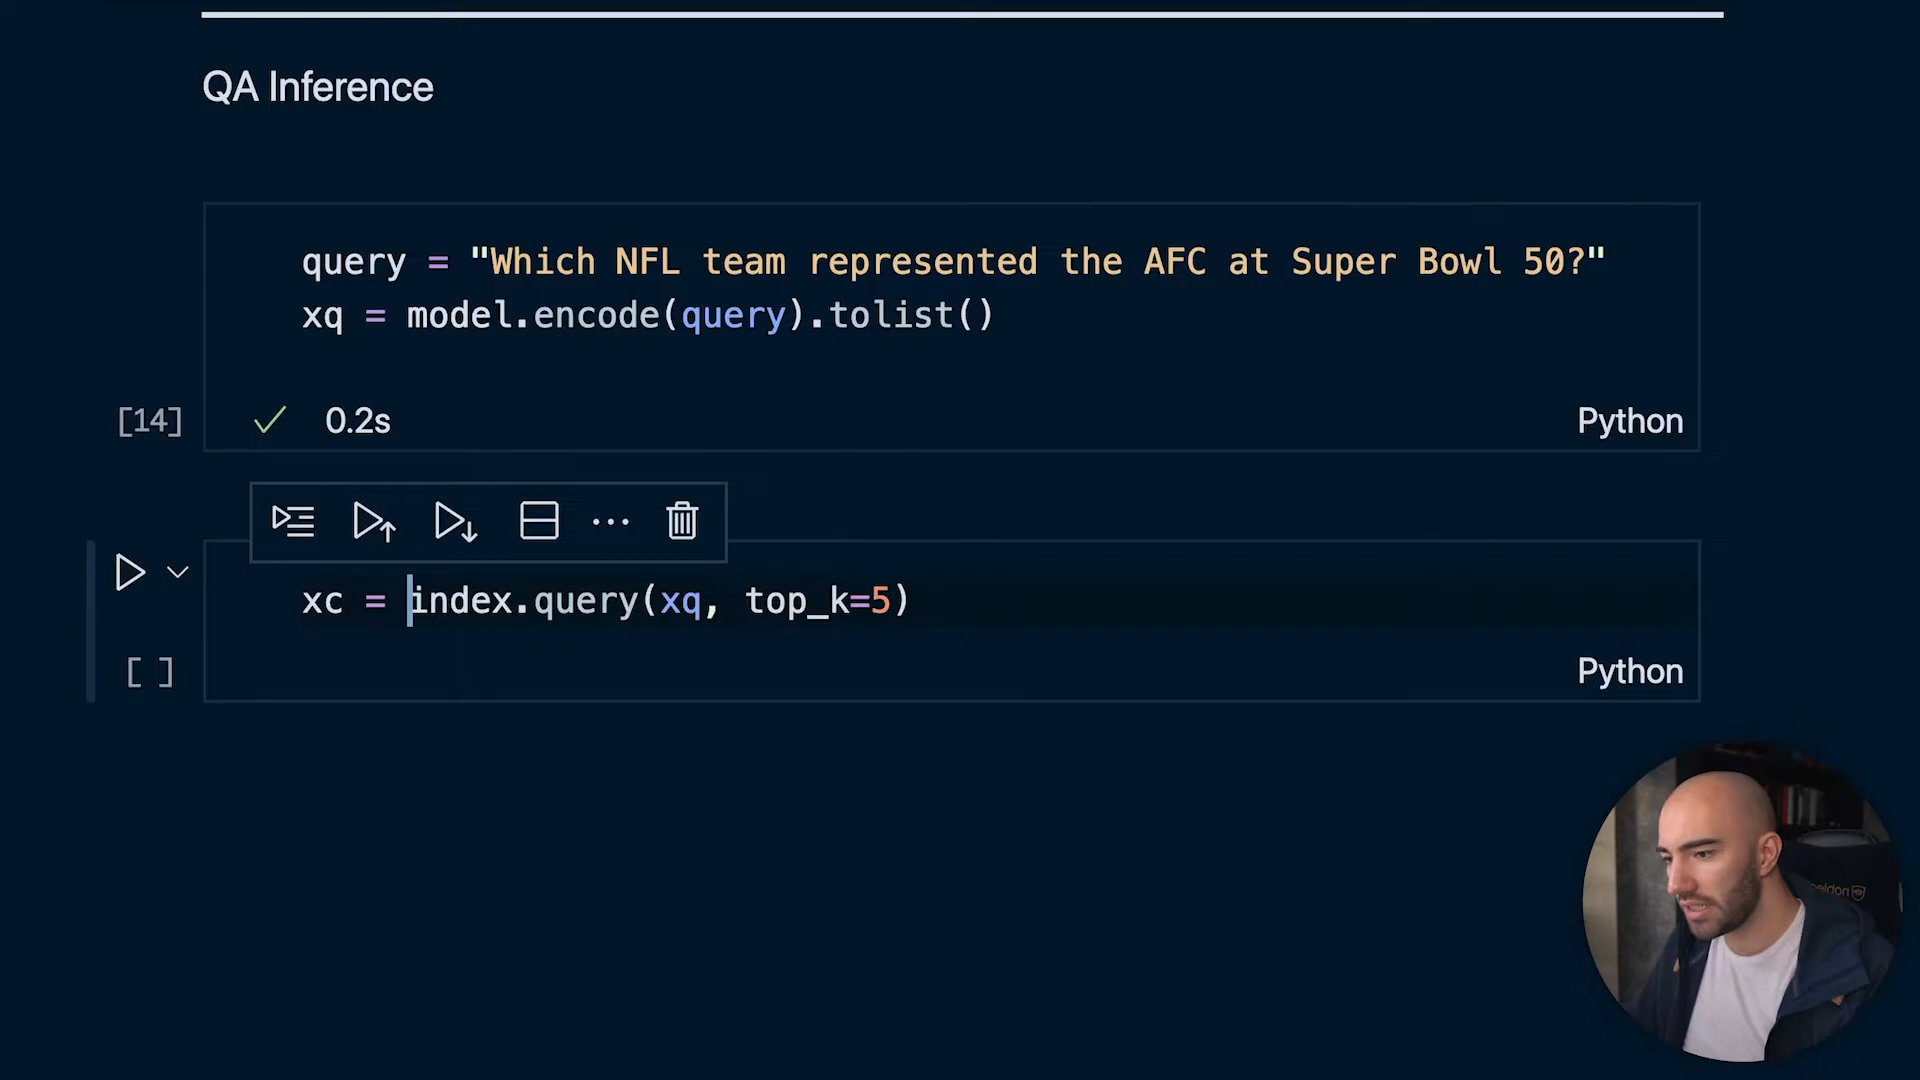 QA Inference
query = "Which NFL team represented the AFC at Super Bowl 50?"
xq = model.encode(query).tolist()
[14]
0.2s
Python
xc = index.query(xq, top_k=5)
[ ]
Python